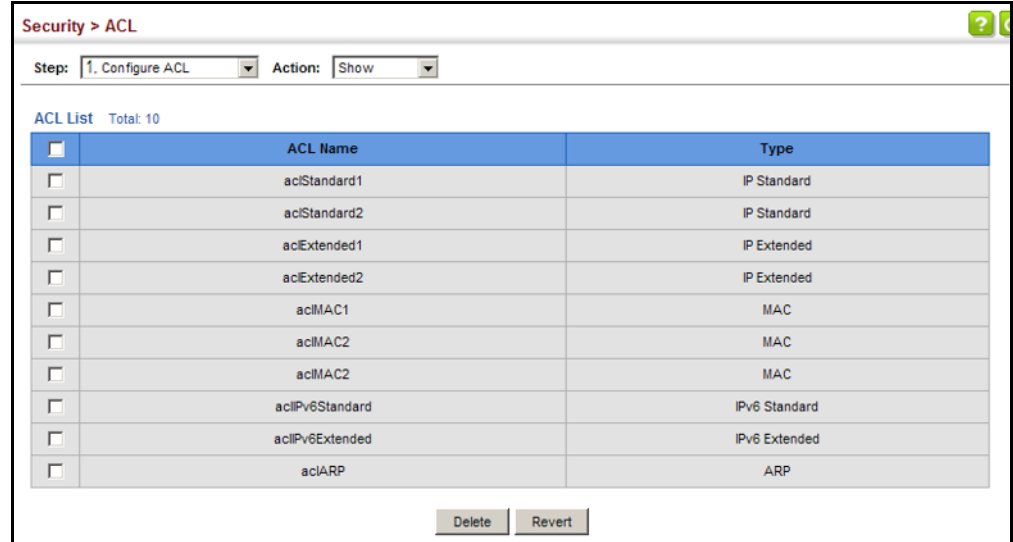 Security > ACL
?
Step: 1. Configure ACL Action: Show
ACL List Total: 10
ACL Name Type
aclStandard1 IP Standard
aclStandard2 IP Standard
aclExtended1 IP Extended
aclExtended2 IP Extended
aclMAC1 MAC
aclMAC2 MAC
aclMAC2 MAC
aclIPv6Standard IPv6 Standard
aclIPv6Extended IPv6 Extended
aclARP ARP
Delete Revert